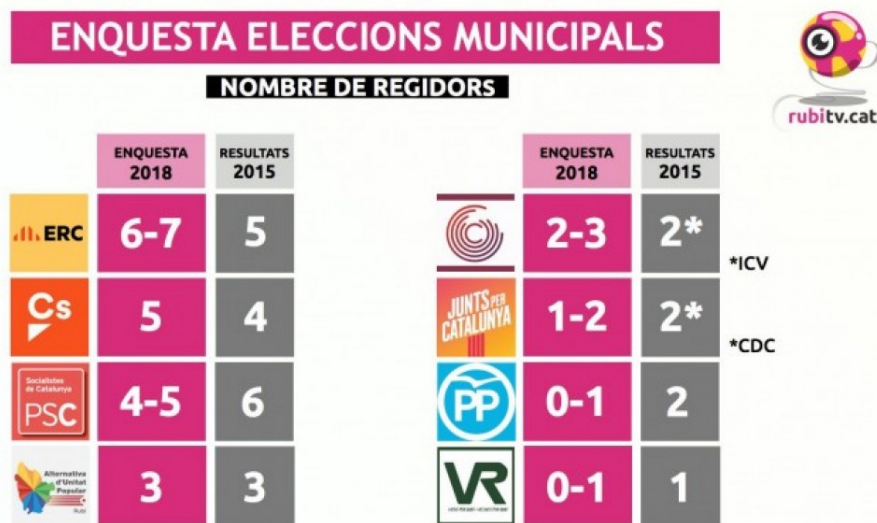 ENQUESTA ELECCIONS MUNICIPALS
NOMBRE DE REGIDORS
rubitv.cat
ENQUESTA 2018
RESULTATS 2015
ERC
6-7
5
Cs
5
4
Socialistes
de Catalunya
PSC
4-5
6
Alternativa
d'Unitat
Popular
Rubí
3
3
ENQUESTA 2018
RESULTATS 2015
2-3
2*
*ICV
JUNTS PER
CATALUNYA
1-2
2*
*CDC
PP
0-1
2
VR
0-1
1